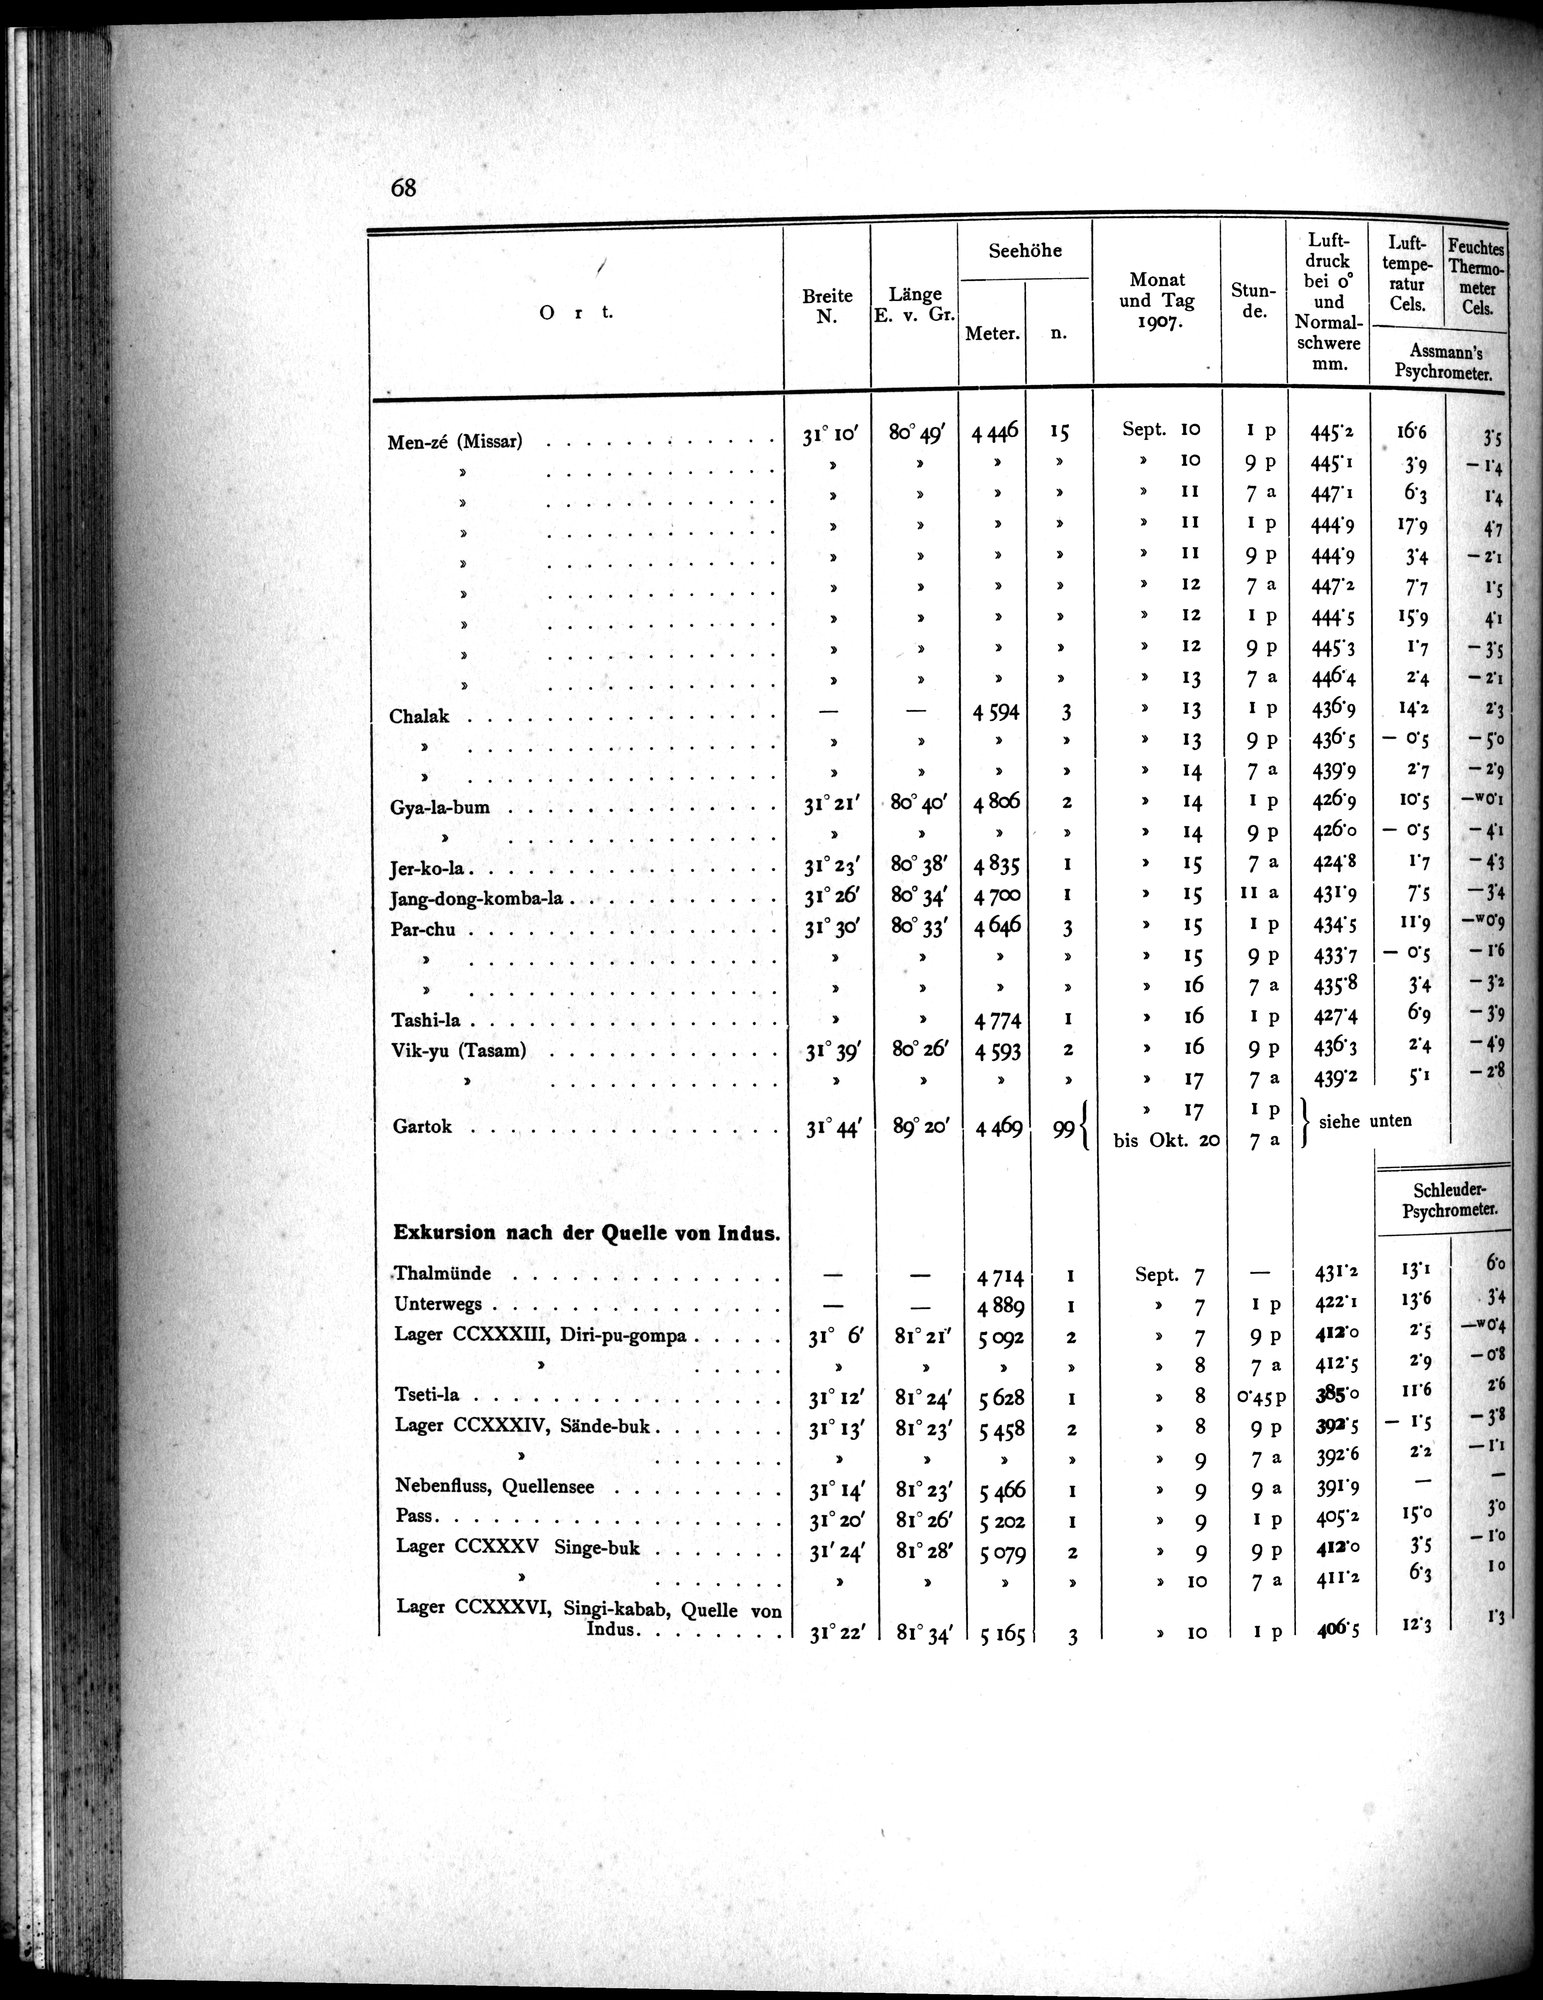 68
O r t. Breite N. Länge E. v. Gr. Seehöhe Meter. n. Monat und Tag 1907. Stun-de. Luft-druck bei 0° und Normal-schwere mm. Luft-tempe-ratur Cels. Feuchtes Thermo-meter Cels.
Assmann's Psychrometer.
Men-zé (Missar) . . . . . . . . . . . . 31° 10′ 80° 49′ 4 446 15 Sept. 10 1 p 445·2 16·6 3·5
» . . . . . . . . . . . . » » » » » 10 9 p 445·1 3·9 — 1·4
» . . . . . . . . . . . . » » » » » 11 7 a 447·1 6·3 1·4
» . . . . . . . . . . . . » » » » » 11 1 p 444·9 17·9 4·7
» . . . . . . . . . . . . » » » » » 11 9 p 444·9 3·4 — 2·1
» . . . . . . . . . . . . » » » » » 12 7 a 447·2 7·7 1·5
» . . . . . . . . . . . . » » » » » 12 1 p 444·5 15·9 4·1
» . . . . . . . . . . . . » » » » » 12 9 p 445·3 1·7 — 3·5
» . . . . . . . . . . . . » » » » » 13 7 a 446·4 2·4 — 2·1
Chalak . . . . . . . . . . . . . . . . — — 4 594 3 » 13 1 p 436·9 14·2 2·3
» . . . . . . . . . . . . . . . . » » » » » 13 9 p 436·5 — 0·5 — 5·0
» . . . . . . . . . . . . . . . . » » » » » 14 7 a 439·9 2·7 — 2·9
Gya-la-bum . . . . . . . . . . . . . . 31° 21′ 80° 40′ 4 806 2 » 14 1 p 426·9 10·5 —w0·1
» . . . . . . . . . . . . . . » » » » » 14 9 p 426·0 — 0·5 — 4·1
Jer-ko-la . . . . . . . . . . . . . . . . 31° 23′ 80° 38′ 4 835 1 » 15 7 a 424·8 1·7 — 4·3
Jang-dong-komba-la . . . . . . . . . . . 31° 26′ 80° 34′ 4 700 1 » 15 11 a 431·9 7·5 — 3·4
Par-chu . . . . . . . . . . . . . . . . 31° 30′ 80° 33′ 4 646 3 » 15 1 p 434·5 11·9 —w0·9
» . . . . . . . . . . . . . . . . » » » » » 15 9 p 433·7 — 0·5 — 1·6
» . . . . . . . . . . . . . . . . » » » » » 16 7 a 435·8 3·4 — 3·2
Tashi-la . . . . . . . . . . . . . . . . » » 4 774 1 » 16 1 p 427·4 6·9 — 3·9
Vik-yu (Tasam) . . . . . . . . . . . . 31° 39′ 80° 26′ 4 593 2 » 16 9 p 436·3 2·4 — 4·9
» . . . . . . . . . . . . » » » » » 17 7 a 439·2 5·1 — 2·8
Gartok . . . . . . . . . . . . . . . . 31° 44′ 89° 20′ 4 469 99 { » 17 1 p } siehe unten
bis Okt. 20 7 a
Schleuder-Psychrometer.
Exkursion nach der Quelle von Indus.
Thalmünde . . . . . . . . . . . . . . — — 4 714 1 Sept. 7 — 431·2 13·1 6·0
Unterwegs . . . . . . . . . . . . . . . — — 4 889 1 » 7 1 p 422·1 13·6 3·4
Lager CCXXXIII, Diri-pu-gompa . . . . . 31° 6′ 81° 21′ 5 092 2 » 7 9 p 412·0 2·5 —w0·4
» . . . . . » » » » » 8 7 a 412·5 2·9 — 0·8
Tseti-la . . . . . . . . . . . . . . . . 31° 12′ 81° 24′ 5 628 1 » 8 0·45 p 385·0 11·6 2·6
Lager CCXXXIV, Sände-buk . . . . . . . 31° 13′ 81° 23′ 5 458 2 » 8 9 p 392·5 — 1·5 — 3·8
» . . . . . . . » » » » » 9 7 a 392·6 2·2 — 1·1
Nebenfluss, Quellensee . . . . . . . . . 31° 14′ 81° 23′ 5 466 1 » 9 9 a 391·9 — —
Pass . . . . . . . . . . . . . . . . . . 31° 20′ 81° 26′ 5 202 1 » 9 1 p 405·2 15·0 3·0
Lager CCXXXV Singe-buk . . . . . . . 31′ 24′ 81° 28′ 5 079 2 » 9 9 p 412·0 3·5 — 1·0
» . . . . . . . » » » » » 10 7 a 411·2 6·3 1 0
Lager CCXXXVI, Singi-kabab, Quelle von
Indus . . . . . . . . 31° 22′ 81° 34′ 5 165 3 » 10 1 p 406·5 12·3 1·3